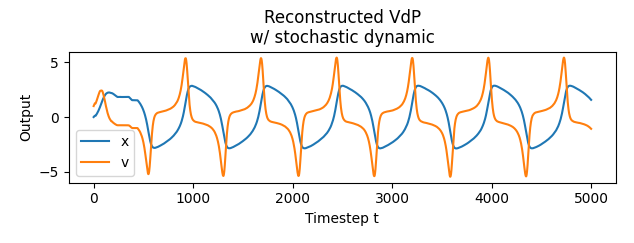 Reconstructed VdP
w/ stochastic dynamic
Output
5
0
−5
x
v
0
1000
2000
3000
4000
5000
Timestep t